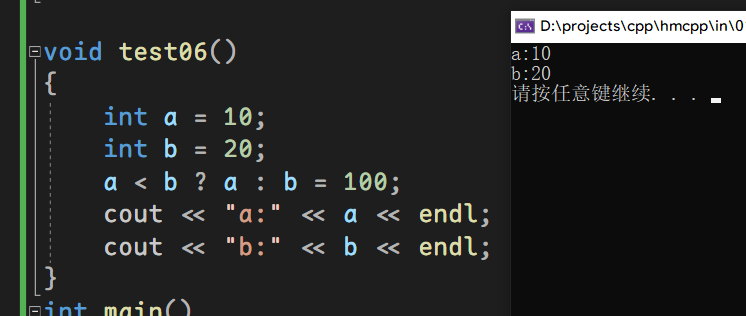 void test06()
{
int a = 10;
int b = 20;
a < b ? a : b = 100;
cout << "a:" << a << endl;
cout << "b:" << b << endl;
}
int main()
D:\projects\cpp\hmcpp\in\0
a:10
b:20
请按任意键继续. . .